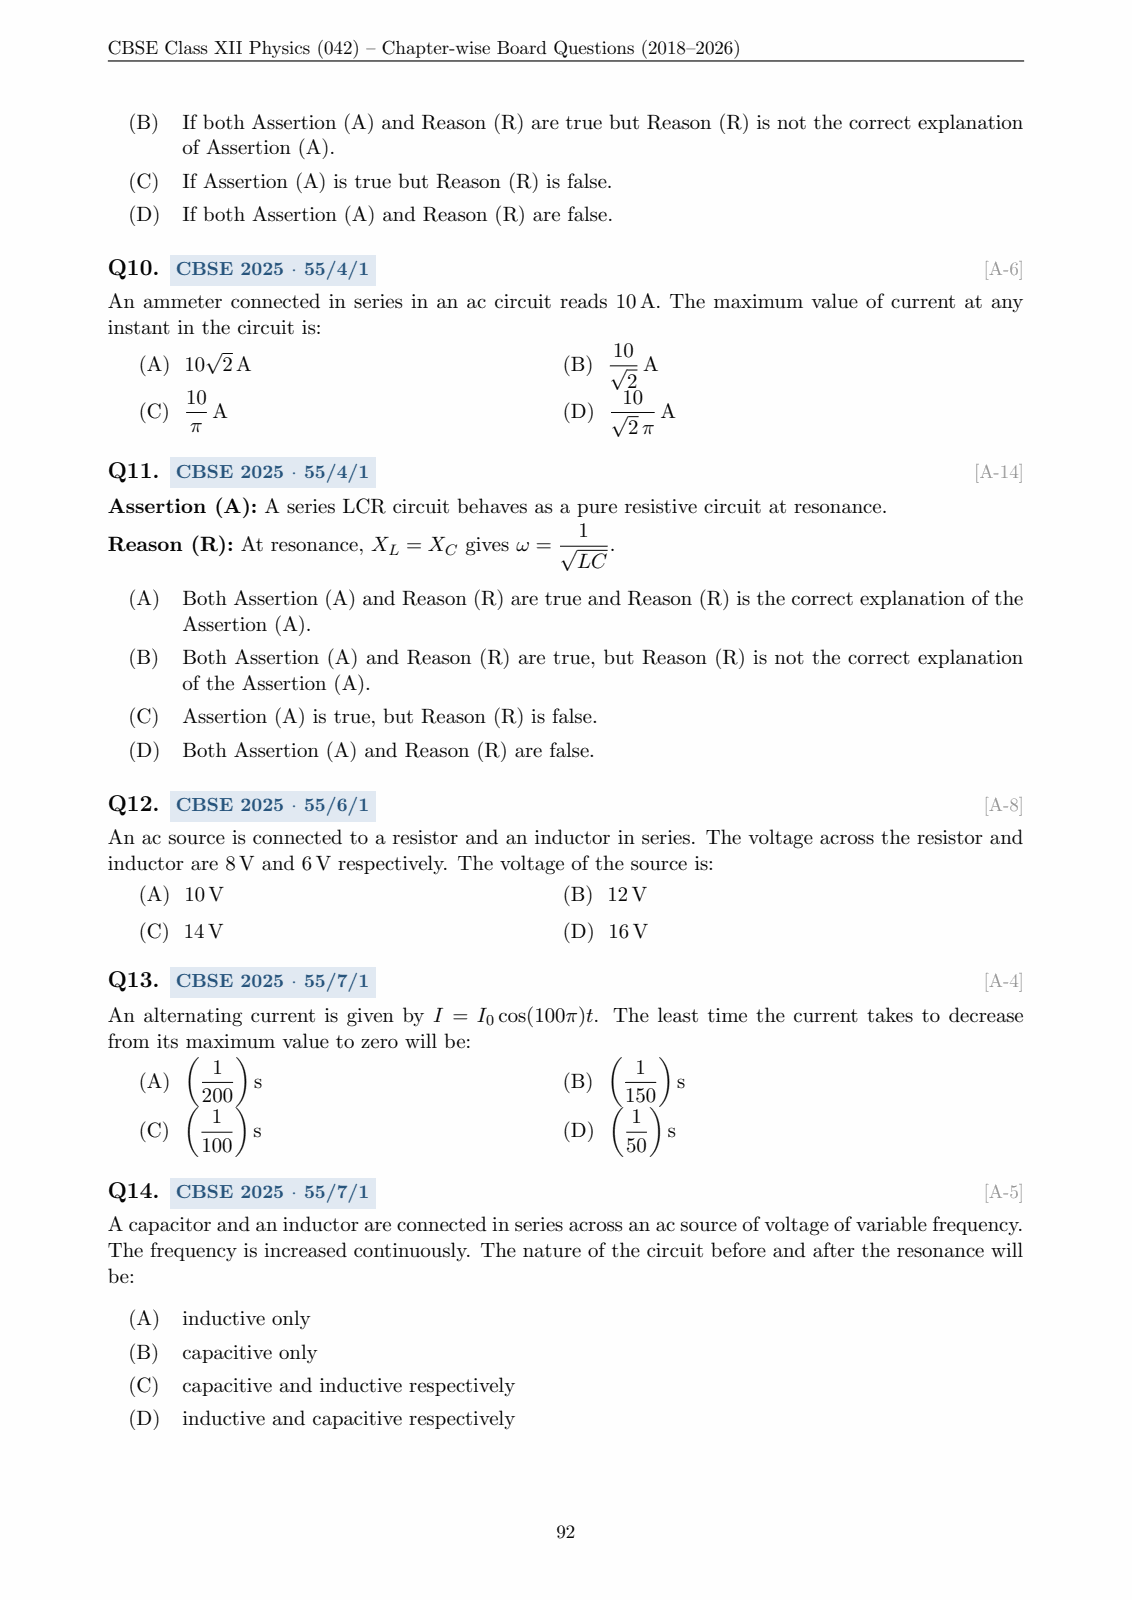 CBSE Class XII Physics (042) – Chapter-wise Board Questions (2018–2026)
(B) If both Assertion (A) and Reason (R) are true but Reason (R) is not the correct explanation
of Assertion (A).
(C) If Assertion (A) is true but Reason (R) is false.
(D) If both Assertion (A) and Reason (R) are false.
Q10. CBSE 2025 · 55/4/1 [A-6]
An ammeter connected in series in an ac circuit reads 10 A. The maximum value of current at any
instant in the circuit is:
(A) 10√2 A (B) 10/√2 A
(C) 10/π A (D) 10/(√2 π) A
Q11. CBSE 2025 · 55/4/1 [A-14]
Assertion (A): A series LCR circuit behaves as a pure resistive circuit at resonance.
Reason (R): At resonance, X_L = X_C gives ω = 1/√(LC).
(A) Both Assertion (A) and Reason (R) are true and Reason (R) is the correct explanation of the
Assertion (A).
(B) Both Assertion (A) and Reason (R) are true, but Reason (R) is not the correct explanation
of the Assertion (A).
(C) Assertion (A) is true, but Reason (R) is false.
(D) Both Assertion (A) and Reason (R) are false.
Q12. CBSE 2025 · 55/6/1 [A-8]
An ac source is connected to a resistor and an inductor in series. The voltage across the resistor and
inductor are 8 V and 6 V respectively. The voltage of the source is:
(A) 10 V (B) 12 V
(C) 14 V (D) 16 V
Q13. CBSE 2025 · 55/7/1 [A-4]
An alternating current is given by I = I₀ cos(100π)t. The least time the current takes to decrease
from its maximum value to zero will be:
(A) (1/200) s (B) (1/150) s
(C) (1/100) s (D) (1/50) s
Q14. CBSE 2025 · 55/7/1 [A-5]
A capacitor and an inductor are connected in series across an ac source of voltage of variable frequency.
The frequency is increased continuously. The nature of the circuit before and after the resonance will
be:
(A) inductive only
(B) capacitive only
(C) capacitive and inductive respectively
(D) inductive and capacitive respectively
92